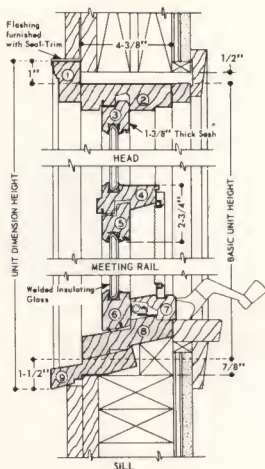 Flashing
furnished
with Seal-Trim
4-3/8"
1/2"
1"
1
2
3
1-3/8" Thick Sash
HEAD
UNIT DIMENSION HEIGHT
BASIC UNIT HEIGHT
4
5
2-3/4"
MEETING RAIL
Welded Insulating
Glass
6
7
8
9
1-1/2"
7/8"
SILL